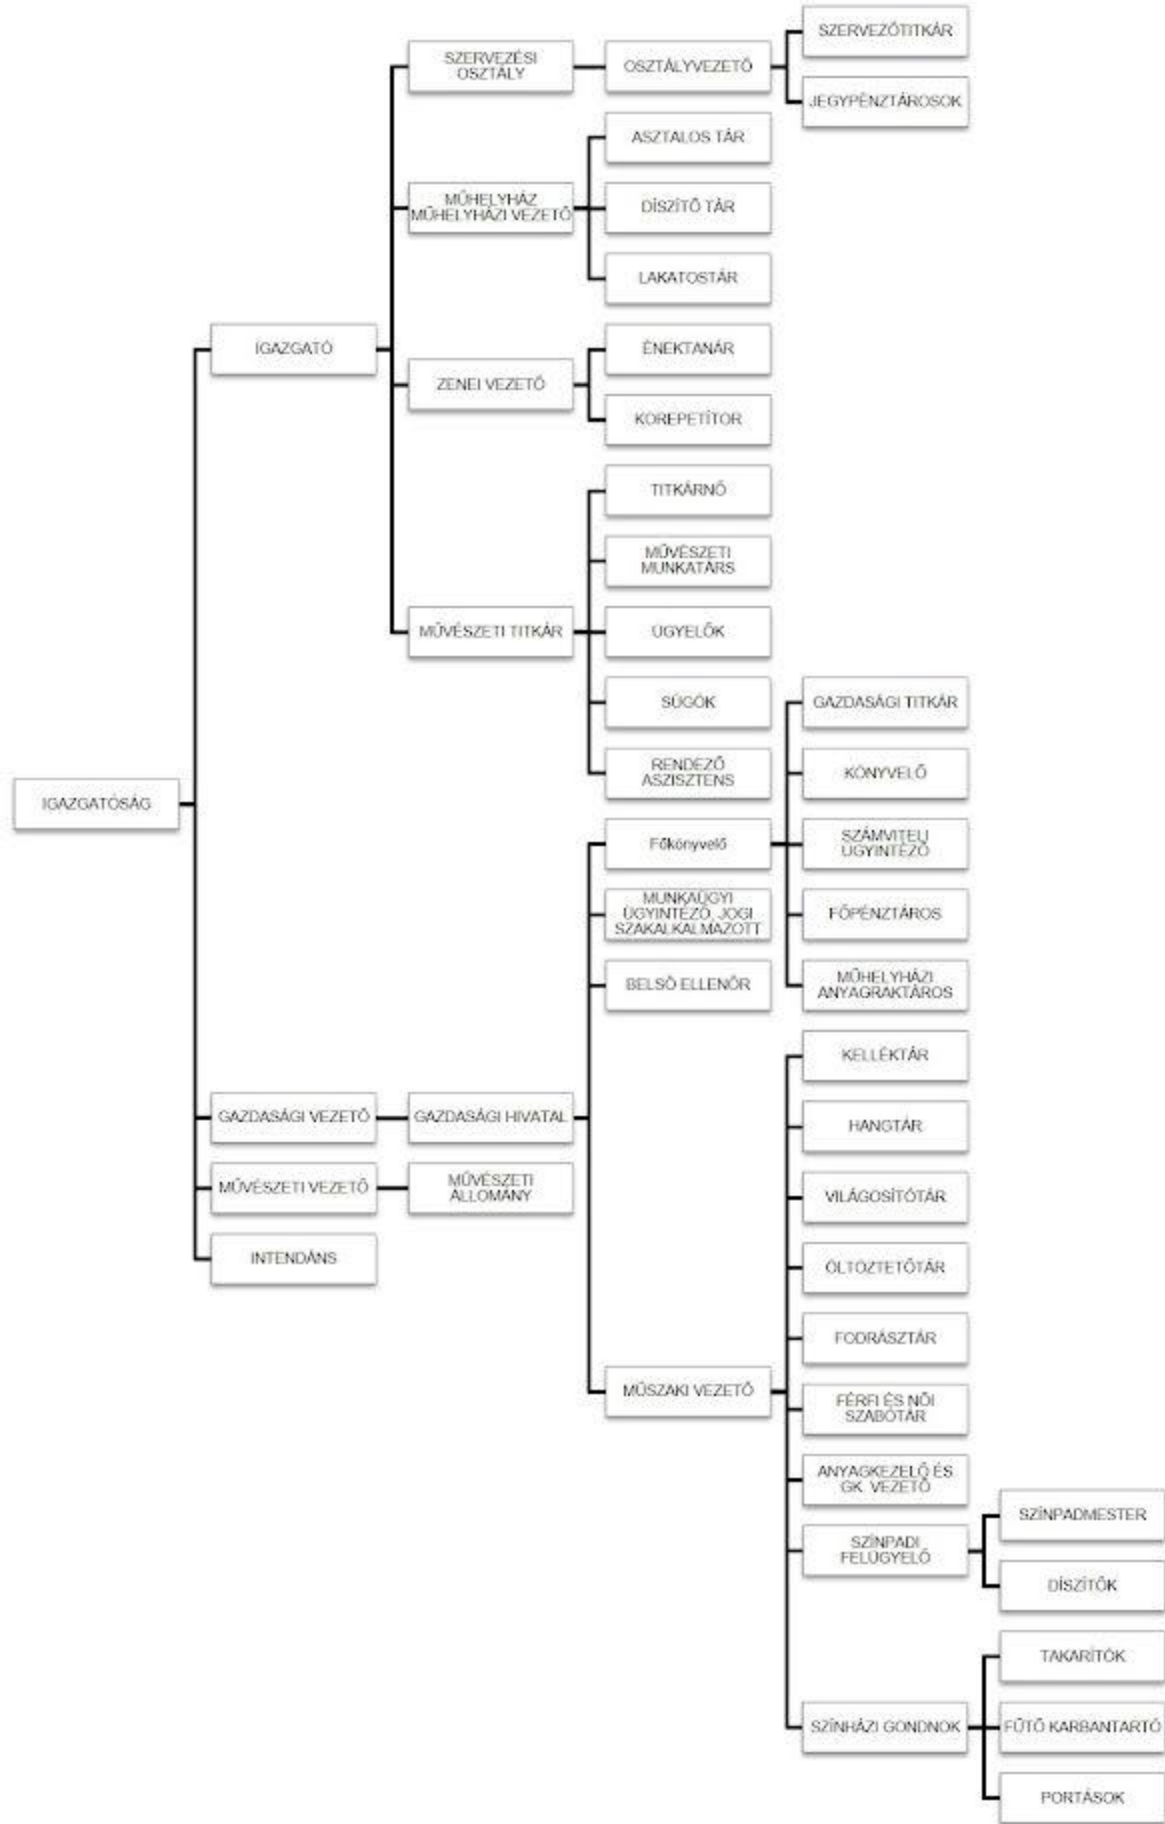 SZERVEZŐTITKÁR
SZERVEZÉSI
OSZTÁLY
OSZTÁLYVEZETŐ
JEGYPÉNZTÁROSOK
ASZTALOS TÁR
MŰHELYHÁZ
MŰHELYHÁZI VEZETŐ
DÍSZÍTŐ TÁR
LAKATOSTÁR
IGAZGATÓ
ÉNEKTANÁR
ZENEI VEZETŐ
KOREPETÍTOR
TITKÁRNŐ
MŰVÉSZETI
MUNKATÁRS
MŰVÉSZETI TITKÁR
ÜGYELŐK
SÚGÓK
GAZDASÁGI TITKÁR
RENDEZŐ
ASZISZTENS
KÖNYVELŐ
IGAZGATÓSÁG
Főkönyvelő
SZÁMVITELI
ÜGYINTÉZŐ
MUNKAÜGYI
ÜGYINTÉZŐ, JOGI
SZAKALKALMAZOTT
FŐPÉNZTÁROS
BELSŐ ELLENŐR
MŰHELYHÁZI
ANYAGRAKTÁROS
KELLÉKTÁR
GAZDASÁGI VEZETŐ
GAZDASÁGI HIVATAL
HANGTÁR
MŰVÉSZETI VEZETŐ
MŰVÉSZETI
ÁLLOMÁNY
VILÁGOSÍTÓTÁR
INTENDÁNS
ÖLTÖZTETŐTÁR
FODRÁSZTÁR
MŰSZAKI VEZETŐ
FÉRFI ÉS NŐI
SZABÓTÁR
ANYAGKEZELŐ ÉS
GK. VEZETŐ
SZÍNPADMESTER
SZÍNPADI
FELÜGYELŐ
DÍSZÍTŐK
TAKARÍTÓK
SZÍNHÁZI GONDNOK
FŰTŐ KARBANTARTÓ
PORTÁSOK